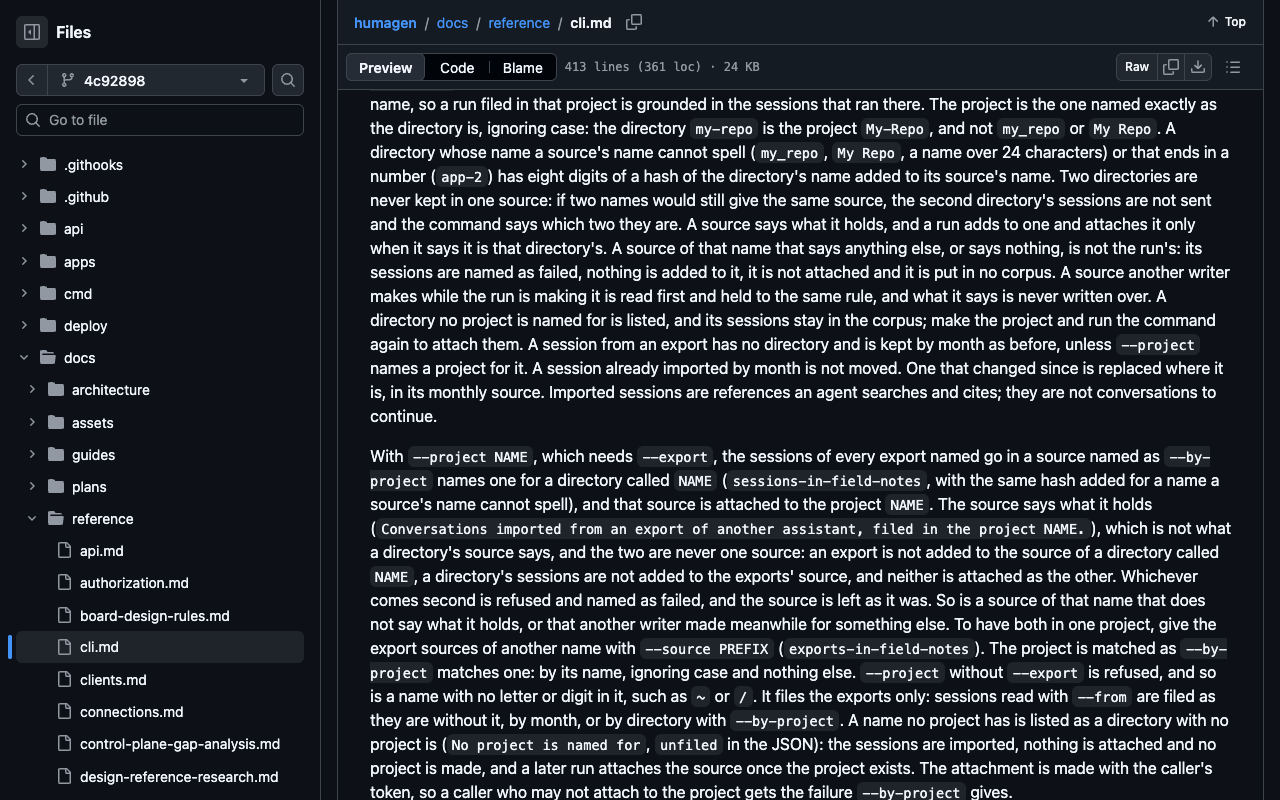 Files
humagen / docs / reference / cli.md
Top
4c92898
Preview Code Blame 413 lines (361 loc) · 24 KB
Raw
Go to file
.githooks
.github
api
apps
cmd
deploy
docs
architecture
assets
guides
plans
reference
api.md
authorization.md
board-design-rules.md
cli.md
clients.md
connections.md
control-plane-gap-analysis.md
design-reference-research.md
name, so a run filed in that project is grounded in the sessions that ran there. The project is the one named exactly as
the directory is, ignoring case: the directory my-repo is the project My-Repo, and not my_repo or My Repo. A
directory whose name a source's name cannot spell (my_repo, My Repo, a name over 24 characters) or that ends in a
number (app-2) has eight digits of a hash of the directory's name added to its source's name. Two directories are
never kept in one source: if two names would still give the same source, the second directory's sessions are not sent
and the command says which two they are. A source says what it holds, and a run adds to one and attaches it only
when it says it is that directory's. A source of that name that says anything else, or says nothing, is not the run's: its
sessions are named as failed, nothing is added to it, it is not attached and it is put in no corpus. A source another writer
makes while the run is making it is read first and held to the same rule, and what it says is never written over. A
directory no project is named for is listed, and its sessions stay in the corpus; make the project and run the command
again to attach them. A session from an export has no directory and is kept by month as before, unless --project
names a project for it. A session already imported by month is not moved. One that changed since is replaced where it
is, in its monthly source. Imported sessions are references an agent searches and cites; they are not conversations to
continue.
With --project NAME, which needs --export, the sessions of every export named go in a source named as --by-
project names one for a directory called NAME (sessions-in-field-notes, with the same hash added for a name a
source's name cannot spell), and that source is attached to the project NAME. The source says what it holds
(Conversations imported from an export of another assistant, filed in the project NAME.), which is not what
a directory's source says, and the two are never one source: an export is not added to the source of a directory called
NAME, a directory's sessions are not added to the exports' source, and neither is attached as the other. Whichever
comes second is refused and named as failed, and the source is left as it was. So is a source of that name that does
not say what it holds, or that another writer made meanwhile for something else. To have both in one project, give the
export sources of another name with --source PREFIX (exports-in-field-notes). The project is matched as --by-
project matches one: by its name, ignoring case and nothing else. --project without --export is refused, and so
is a name with no letter or digit in it, such as ~ or /. It files the exports only: sessions read with --from are filed as
they are without it, by month, or by directory with --by-project. A name no project has is listed as a directory with no
project is (No project is named for, unfiled in the JSON): the sessions are imported, nothing is attached and no
project is made, and a later run attaches the source once the project exists. The attachment is made with the caller's
token, so a caller who may not attach to the project gets the failure --by-project gives.